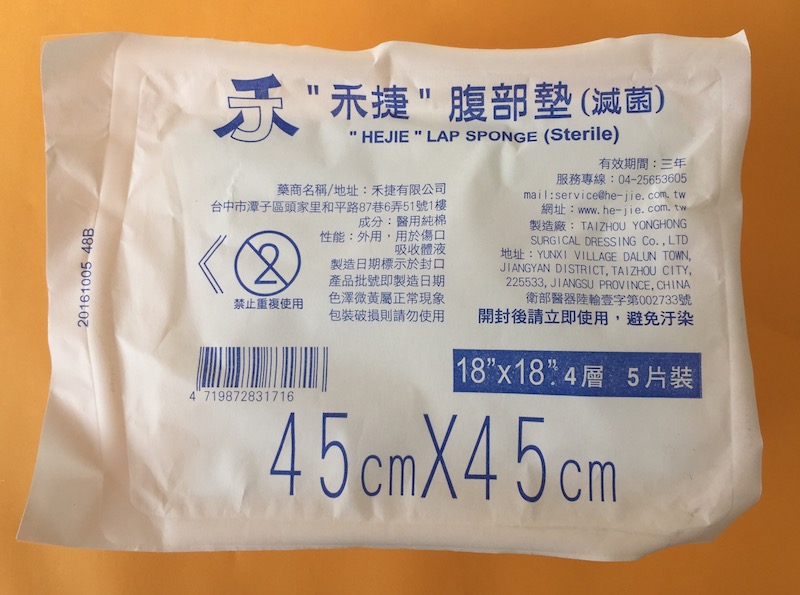 "禾捷" 腹部墊(滅菌)
"HEJIE" LAP SPONGE (Sterile)
有效期間：三年
服務專線：04-25653605
mail:service@he-jie.com.tw
網址：www.he-jie.com.tw
製造廠：TAIZHOU YONGHONG
SURGICAL DRESSING Co.,LTD
地址：YUNXI VILLAGE DALUN TOWN,
JIANGYAN DISTRICT,TAIZHOU CITY,
225533, JIANGSU PROVINCE,CHINA
衛部醫器陸輸壹字第002733號
開封後請立即使用，避免汙染
藥商名稱/地址：禾捷有限公司
台中市潭子區頭家里和平路87巷6弄51號1樓
成分：醫用純棉
性能：外用，用於傷口
吸收體液
製造日期標示於封口
產品批號即製造日期
色澤微黃屬正常現象
包裝破損則請勿使用
2
禁止重複使用
20161005 48B
4 719872831716
18"x18". 4層 5片裝
45cmX45cm